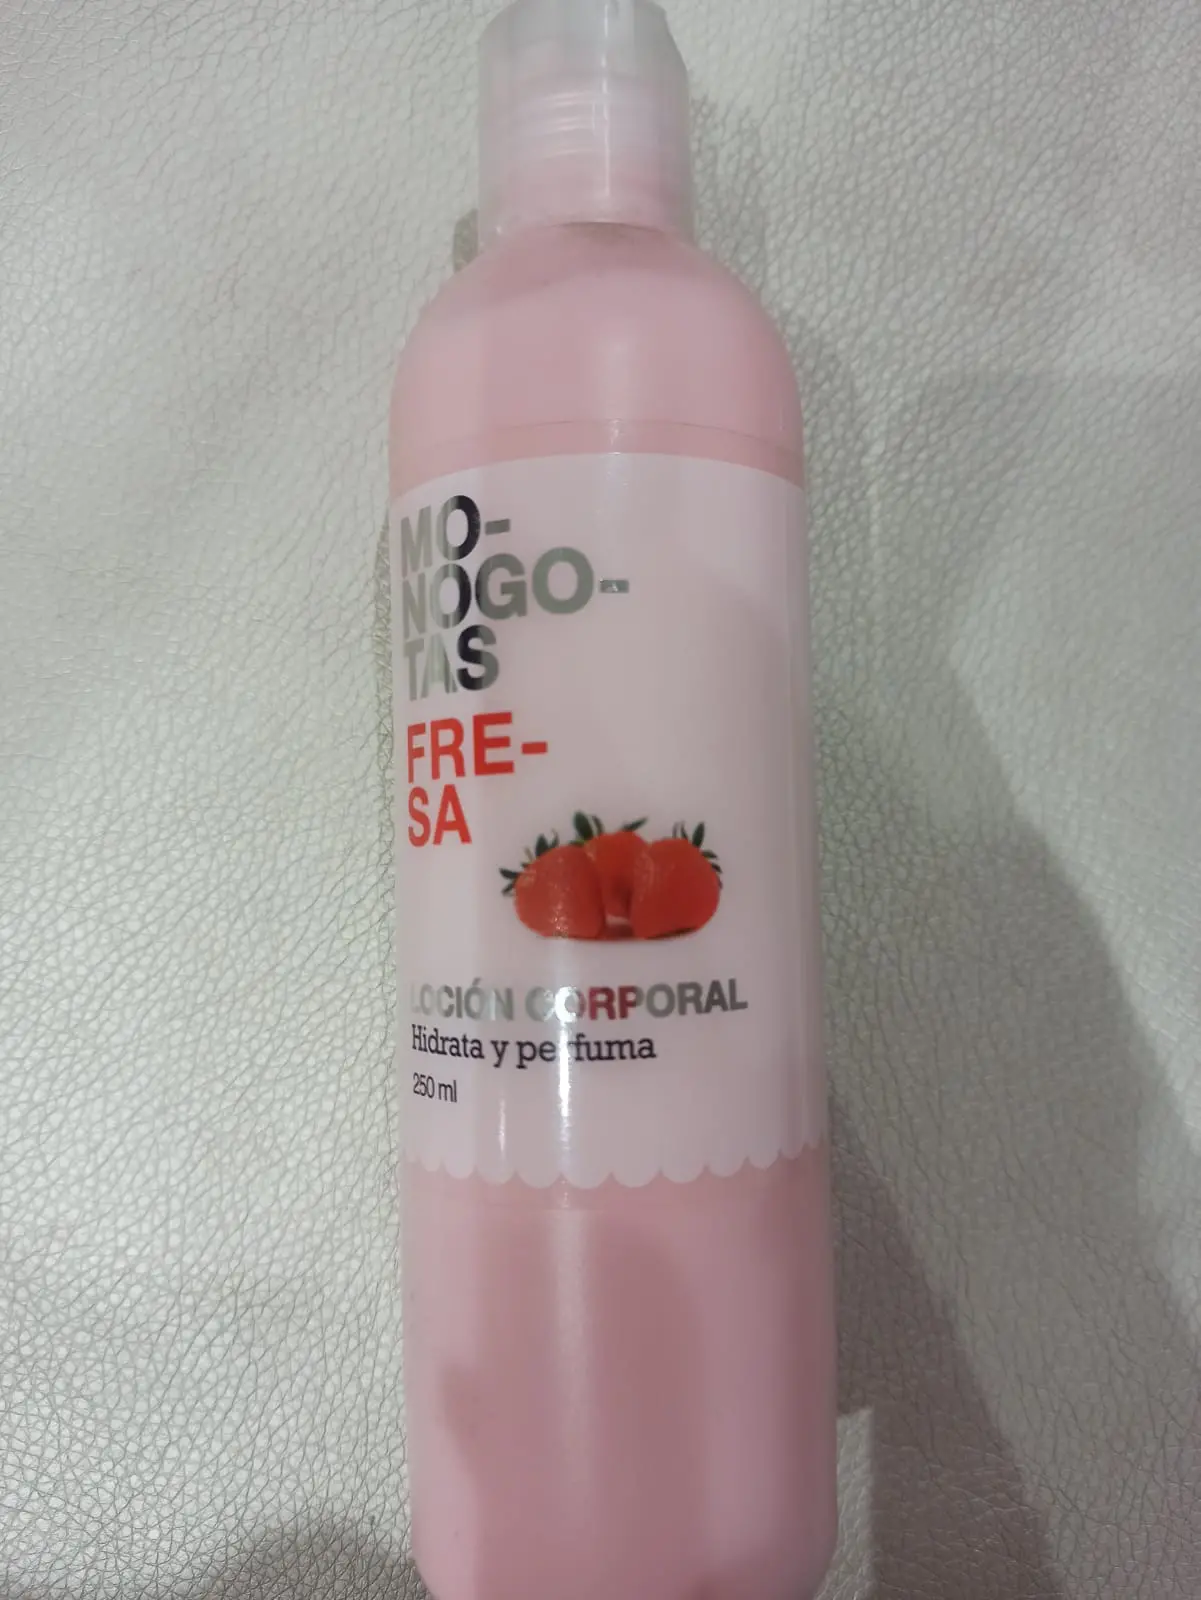 MO-
NOGO-
TAS
FRE-
SA
LOCIÓN CORPORAL
Hidrata y perfuma
250 ml